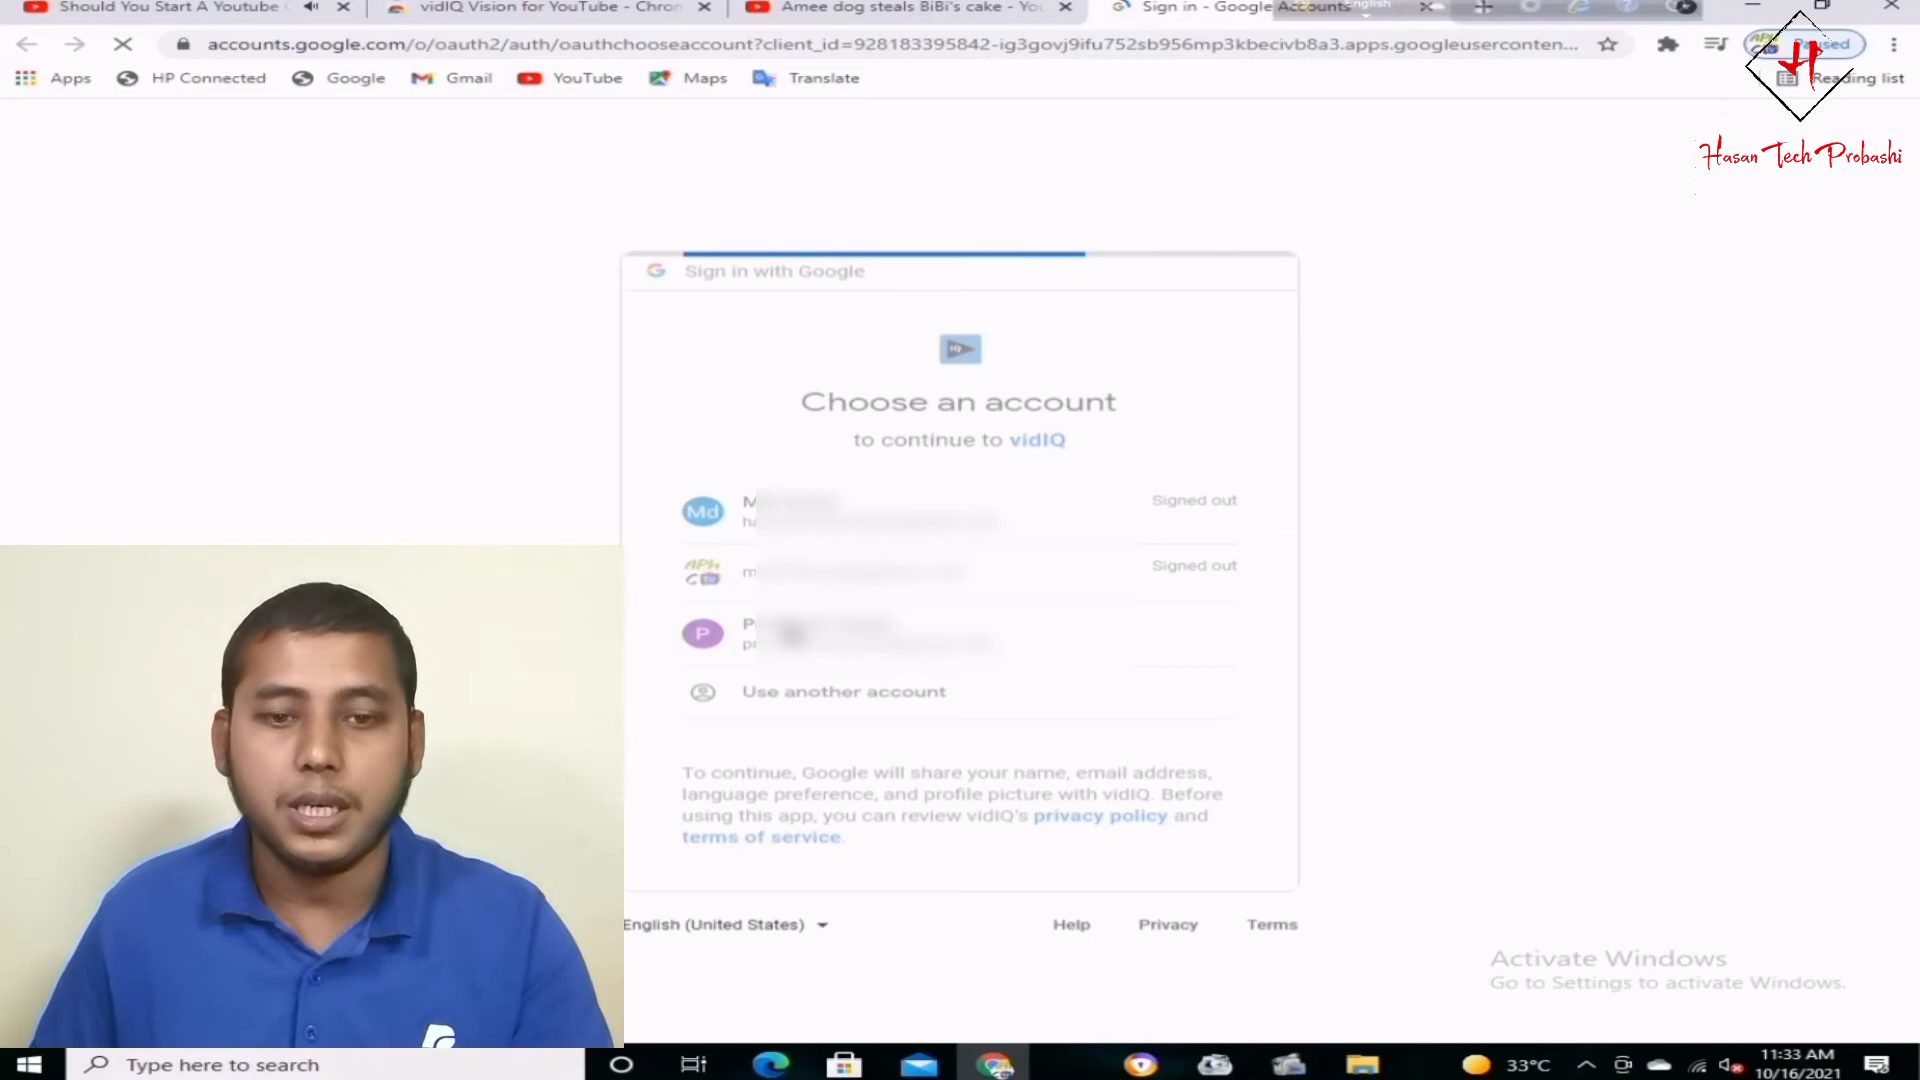 Should You Start A Youtube C
vidIQ Vision for YouTube - Chron
Amee dog steals BiBi's cake - You
Sign in - Google Accounts
English
accounts.google.com/o/oauth2/auth/oauthchooseaccount?client_id=928183395842-ig3govj9ifu752sb956mp3kbecivb8a3.apps.googleuserconten...
Paused
Apps
HP Connected
Google
Gmail
YouTube
Maps
Translate
Reading list
H
Hasan Tech Probashi
Sign in with Google
Choose an account
to continue to vidIQ
Md
Signed out
APH
C TV
Signed out
P
Use another account
To continue, Google will share your name, email address,
language preference, and profile picture with vidIQ. Before
using this app, you can review vidIQ's privacy policy and
terms of service.
English (United States)
Help
Privacy
Terms
Activate Windows
Go to Settings to activate Windows.
Type here to search
33°C
11:33 AM
10/16/2021